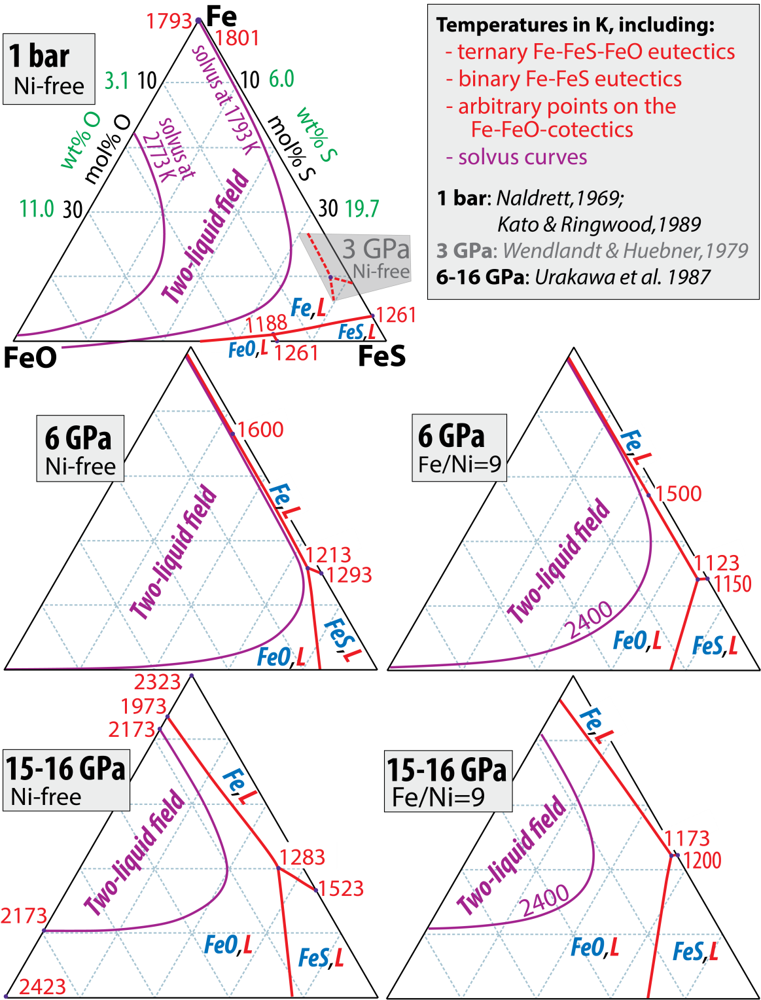 Fe
1793
1801
1 bar
Ni-free
3.1 10
10 6.0
wt% O
mol% O
mol% S
wt% S
solvus at 1793 K
solvus at
2773 K
Two-liquid field
11.0 30
30 19.7
3 GPa
Ni-free
Fe,L
1188
1261
FeS,L
FeO,L
1261
FeO
FeS
Temperatures in K, including:
- ternary Fe-FeS-FeO eutectics
- binary Fe-FeS eutectics
- arbitrary points on the
Fe-FeO-cotectics
- solvus curves
1 bar: Naldrett,1969;
Kato & Ringwood,1989
3 GPa: Wendlandt & Huebner,1979
6-16 GPa: Urakawa et al. 1987
6 GPa
Ni-free
1600
Fe,L
Two-liquid field
1213
1293
FeS,L
FeO,L
6 GPa
Fe/Ni=9
Fe,L
1500
Two-liquid field
1123
1150
2400
FeO,L
FeS,L
2323
1973
2173
15-16 GPa
Ni-free
Fe,L
Two-liquid field
1283
1523
2173
FeO,L
FeS,L
2423
15-16 GPa
Fe/Ni=9
Fe,L
Two-liquid field
1173
1200
2400
FeO,L
FeS,L